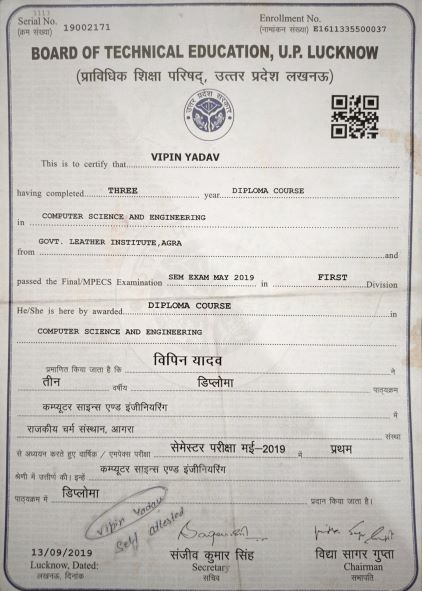 3113
Serial No. 19002171
(क्रम संख्या)
Enrollment No.
(नामांकन संख्या) E1611335500037
BOARD OF TECHNICAL EDUCATION, U.P. LUCKNOW
(प्राविधिक शिक्षा परिषद्, उत्तर प्रदेश लखनऊ)
उत्तर प्रदेश सरकार
This is to certify that VIPIN YADAV
having completed THREE year DIPLOMA COURSE
in COMPUTER SCIENCE AND ENGINEERING
from GOVT. LEATHER INSTITUTE,AGRA and
passed the Final/MPECS Examination SEM EXAM MAY 2019 in FIRST Division
He/She is here by awarded DIPLOMA COURSE in
COMPUTER SCIENCE AND ENGINEERING
प्रमाणित किया जाता है कि विपिन यादव ने
तीन वर्षीय डिप्लोमा पाठ्यक्रम
कम्प्यूटर साइन्स एण्ड इंजीनियरिंग में
राजकीय चर्म संस्थान, आगरा संस्था
से अध्ययन करते हुए वार्षिक / एमपेक्स परीक्षा सेमेस्टर परीक्षा मई-2019 में प्रथम
श्रेणी में उतीर्ण की। इन्हें कम्प्यूटर साइन्स एण्ड इंजीनियरिंग
पाठ्यक्रम में डिप्लोमा प्रदान किया जाता है।
Vipin Yadav
Self Attested
13/09/2019
Lucknow, Dated:
लखनऊ, दिनांक
संजीव कुमार सिंह
Secretary
सचिव
विद्या सागर गुप्ता
Chairman
सभापति